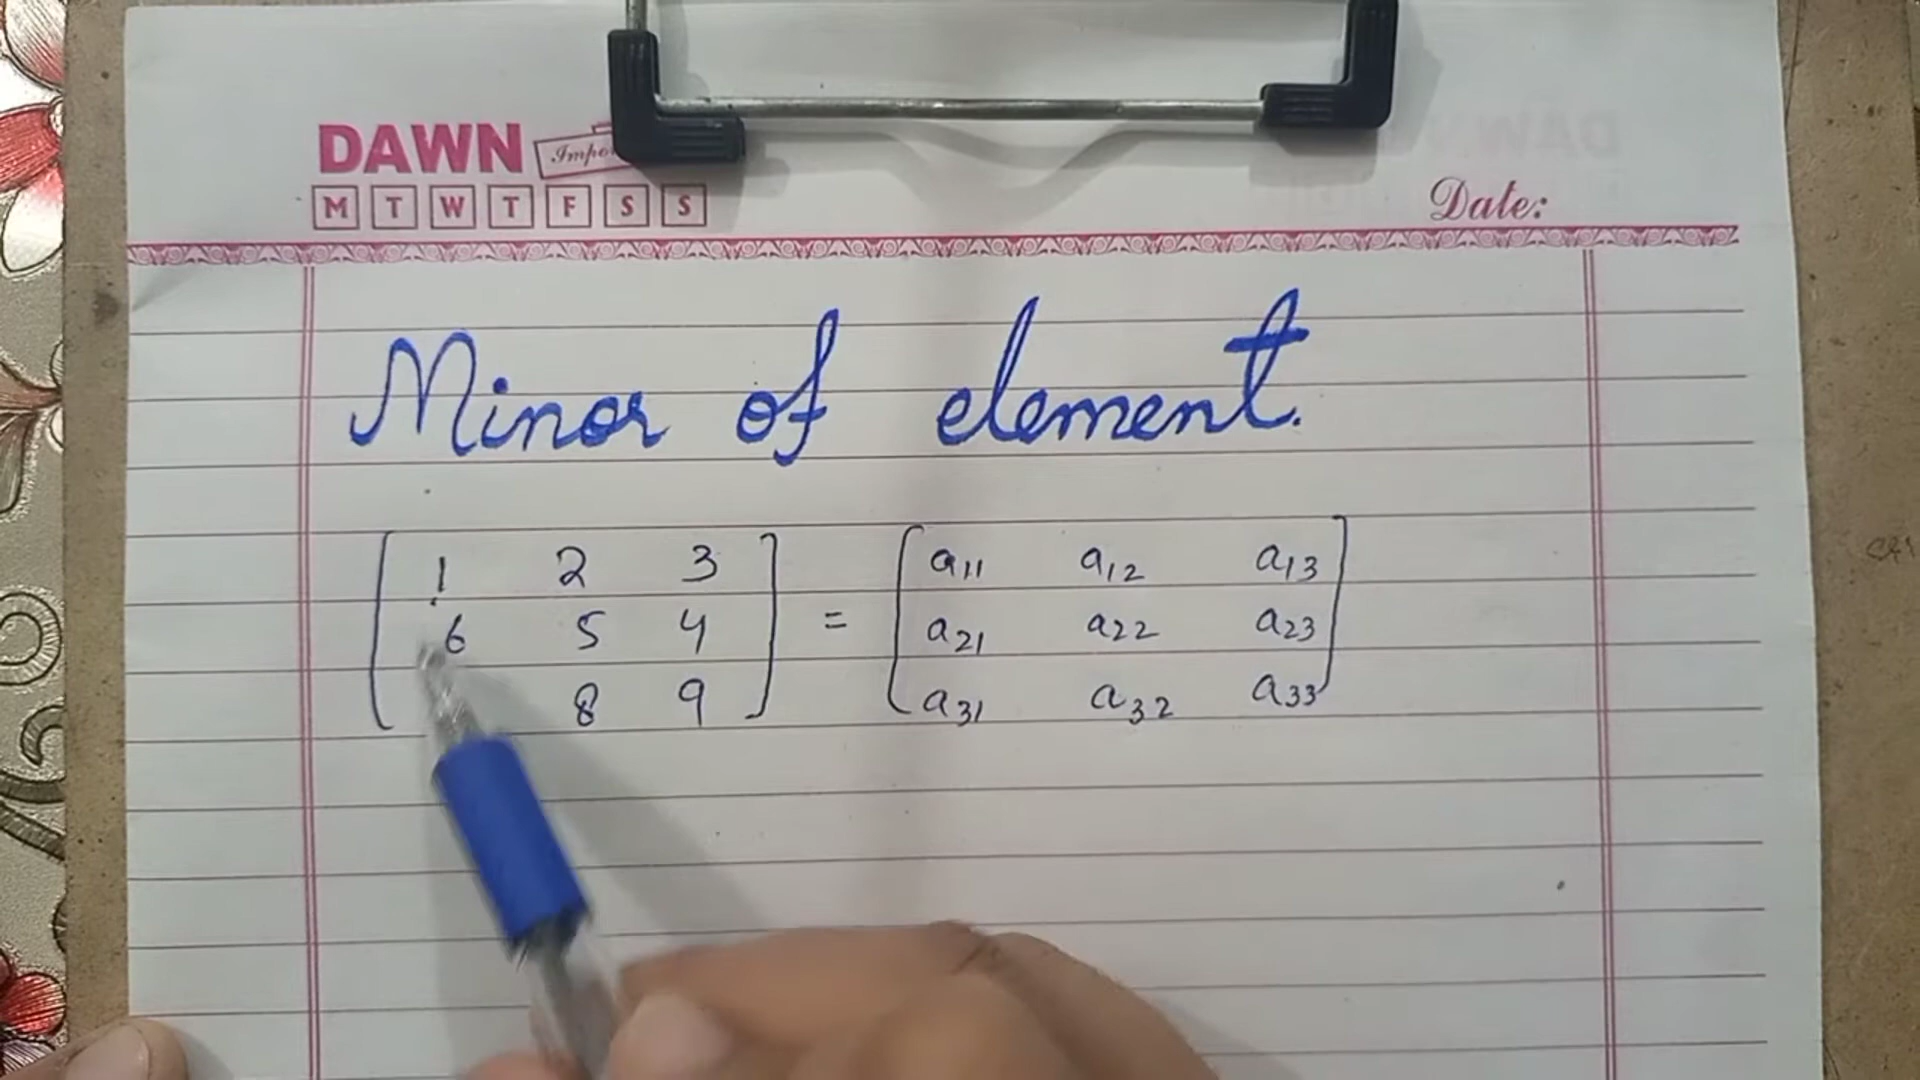 DAWN Impo
M T W T F S S
Date:
Minor of element.
[ 1 2 3 ] = [ a11 a12 a13 ]
[ 6 5 4 ] [ a21 a22 a23 ]
[ 8 9 ] [ a31 a32 a33 ]